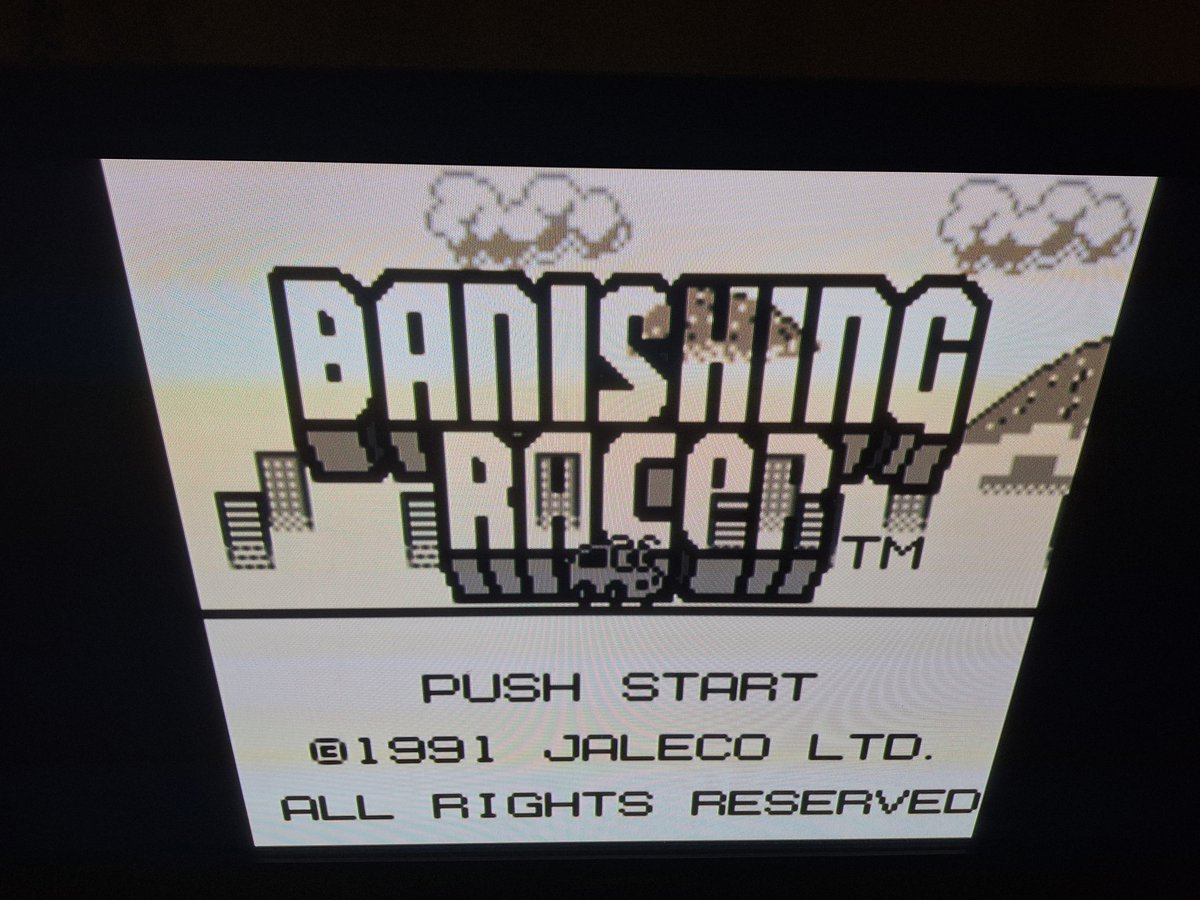 BANISHING
RACER TM
PUSH START
©1991 JALECO LTD.
ALL RIGHTS RESERVED